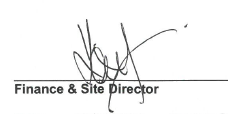 Finance & Site Director